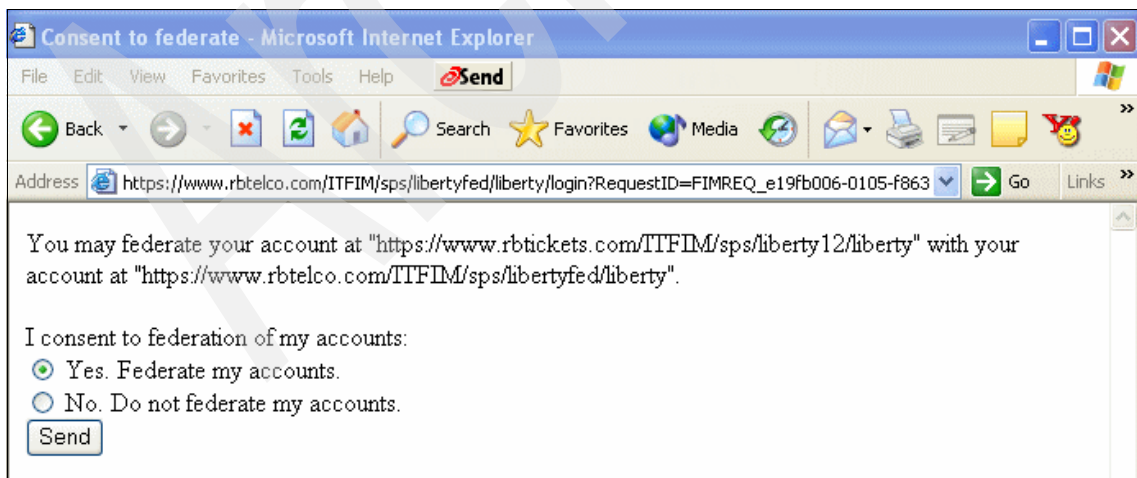 Consent to federate - Microsoft Internet Explorer
File Edit View Favorites Tools Help Send
Back Search Favorites Media »
Address https://www.rbtelco.com/ITFIM/sps/libertyfed/liberty/login?RequestID=FIMREQ_e19fb006-0105-f863 Go Links »
You may federate your account at "https://www.rbtickets.com/ITFIM/sps/liberty12/liberty" with your
account at "https://www.rbtelco.com/ITFIM/sps/libertyfed/liberty".
I consent to federation of my accounts:
Yes. Federate my accounts.
No. Do not federate my accounts.
Send